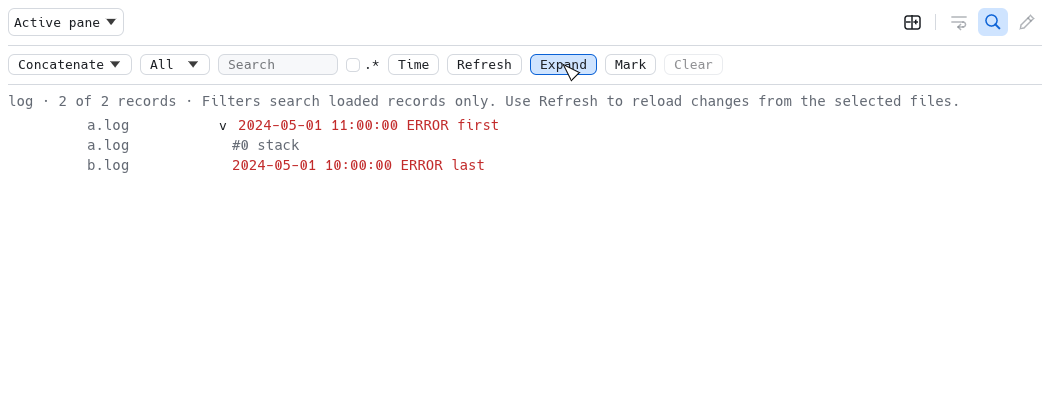 Active pane
Concatenate All Search .* Time Refresh Expand Mark Clear
log · 2 of 2 records · Filters search loaded records only. Use Refresh to reload changes from the selected files.
a.log v 2024-05-01 11:00:00 ERROR first
a.log #0 stack
b.log 2024-05-01 10:00:00 ERROR last